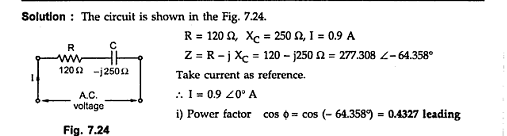 Solution : The circuit is shown in the Fig. 7.24.
R = 120 Ω, X_C = 250 Ω, I = 0.9 A
Z = R – j X_C = 120 – j250 Ω = 277.308 ∠– 64.358°
Take current as reference.
∴ I = 0.9 ∠0° A
i) Power factor cos ϕ = cos (– 64.358°) = 0.4327 leading
R C
120 Ω –j250 Ω
I
A.C.
voltage
Fig. 7.24